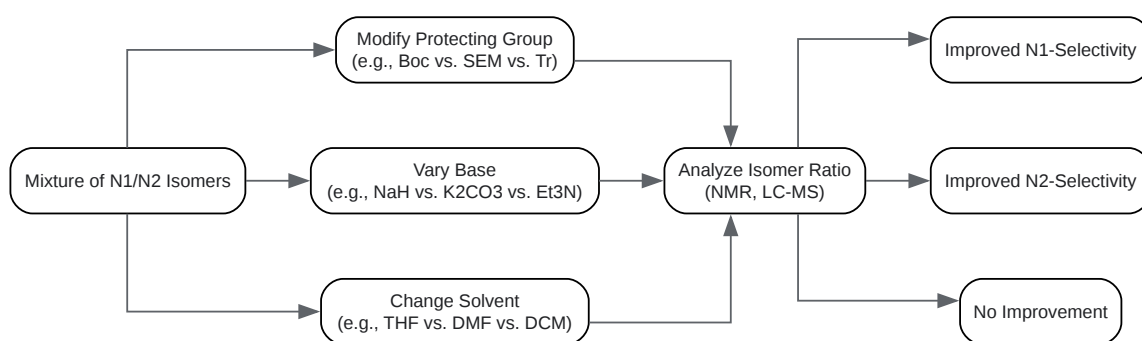 Modify Protecting Group
(e.g., Boc vs. SEM vs. Tr)
Improved N1-Selectivity
Mixture of N1/N2 Isomers
Vary Base
(e.g., NaH vs. K2CO3 vs. Et3N)
Analyze Isomer Ratio
(NMR, LC-MS)
Improved N2-Selectivity
Change Solvent
(e.g., THF vs. DMF vs. DCM)
No Improvement